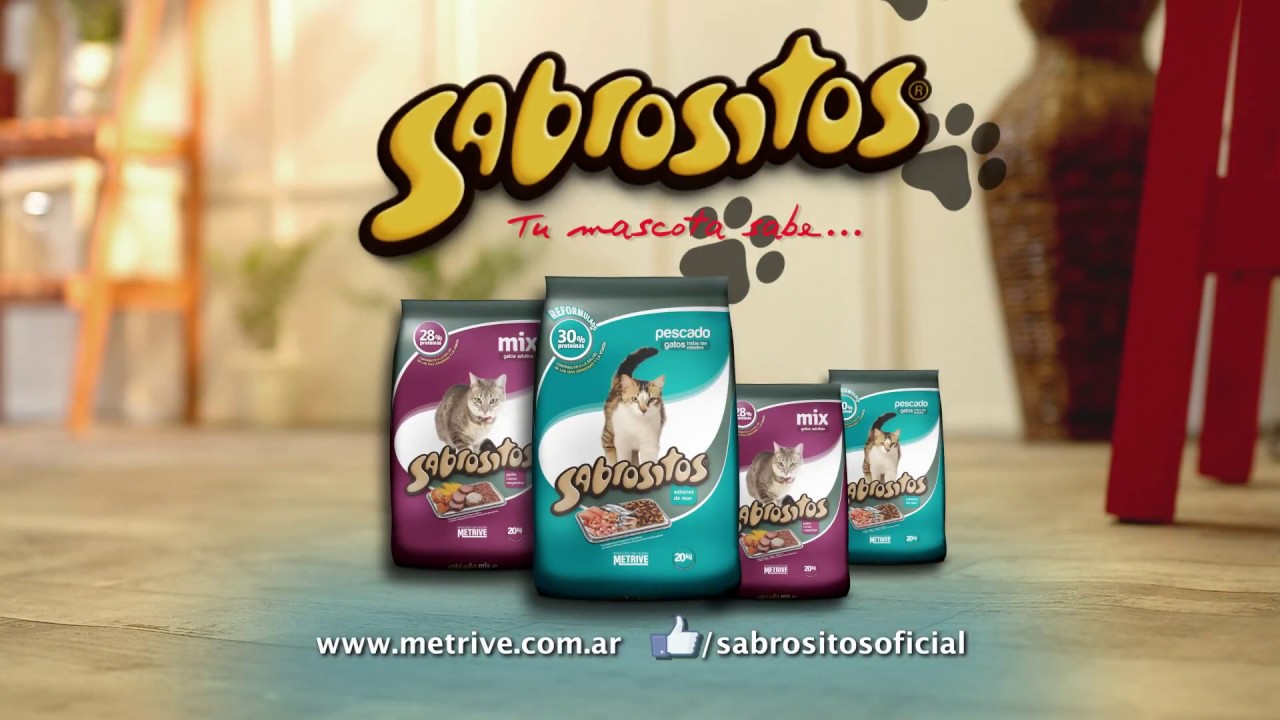 SABROSITOS®
Tu mascota sabe...
28% proteínas
mix
gatos adultos
SABROSITOS
METRIVE
20kg
REFORMULADO
30% proteínas
pescado
gatos todas las edades
SABROSITOS
sabores de mar
METRIVE
20kg
28%
mix
gatos adultos
SABROSITOS
METRIVE
20kg
pescado
gatos
SABROSITOS
METRIVE
20kg
www.metrive.com.ar
/sabrositosoficial